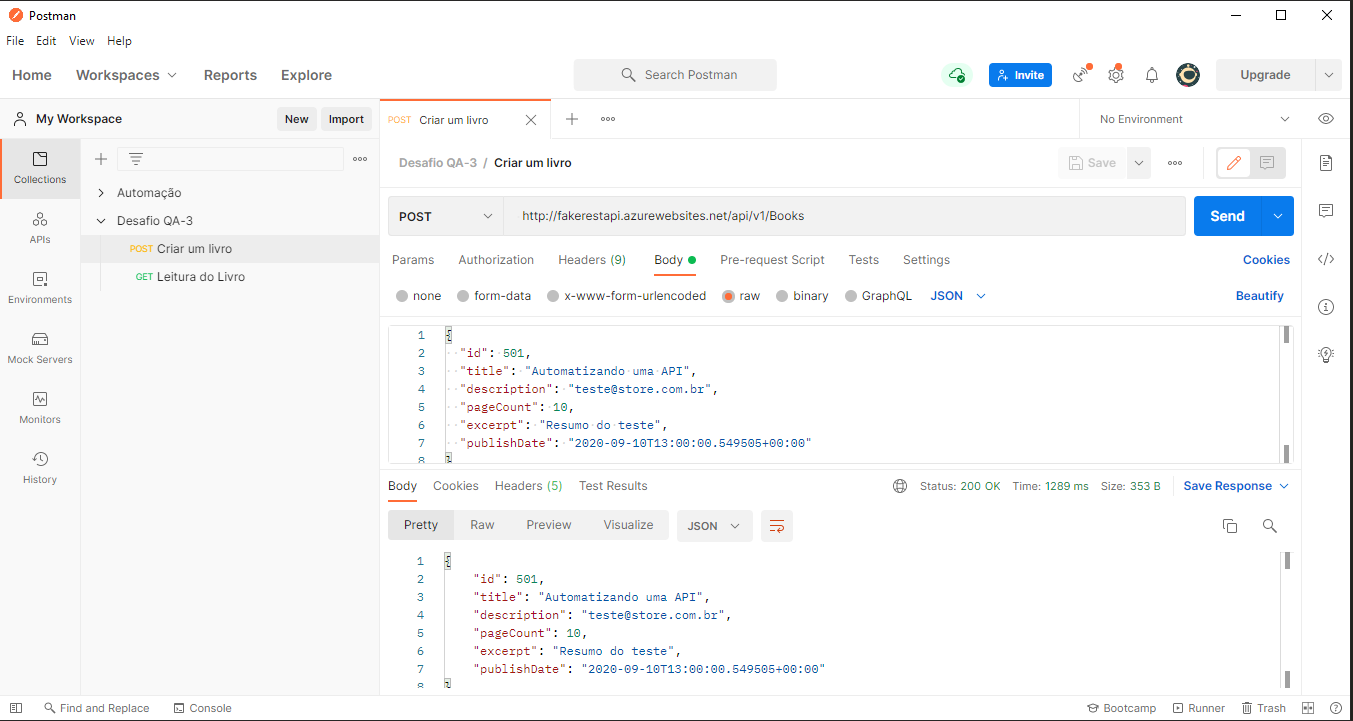 Postman
File Edit View Help
Home Workspaces Reports Explore Search Postman Invite Upgrade
My Workspace New Import POST Criar um livro No Environment
Collections
APIs
Environments
Mock Servers
Monitors
History
Automação
Desafio QA-3
POST Criar um livro
GET Leitura do Livro
Desafio QA-3 / Criar um livro Save
POST http://fakerestapi.azurewebsites.net/api/v1/Books Send
Params Authorization Headers (9) Body Pre-request Script Tests Settings Cookies
none form-data x-www-form-urlencoded raw binary GraphQL JSON Beautify
1 {
2 "id": 501,
3 "title": "Automatizando uma API",
4 "description": "teste@store.com.br",
5 "pageCount": 10,
6 "excerpt": "Resumo do teste",
7 "publishDate": "2020-09-10T13:00:00.549505+00:00"
8 }
Body Cookies Headers (5) Test Results Status: 200 OK Time: 1289 ms Size: 353 B Save Response
Pretty Raw Preview Visualize JSON
1 {
2 "id": 501,
3 "title": "Automatizando uma API",
4 "description": "teste@store.com.br",
5 "pageCount": 10,
6 "excerpt": "Resumo do teste",
7 "publishDate": "2020-09-10T13:00:00.549505+00:00"
8 }
Find and Replace Console Bootcamp Runner Trash